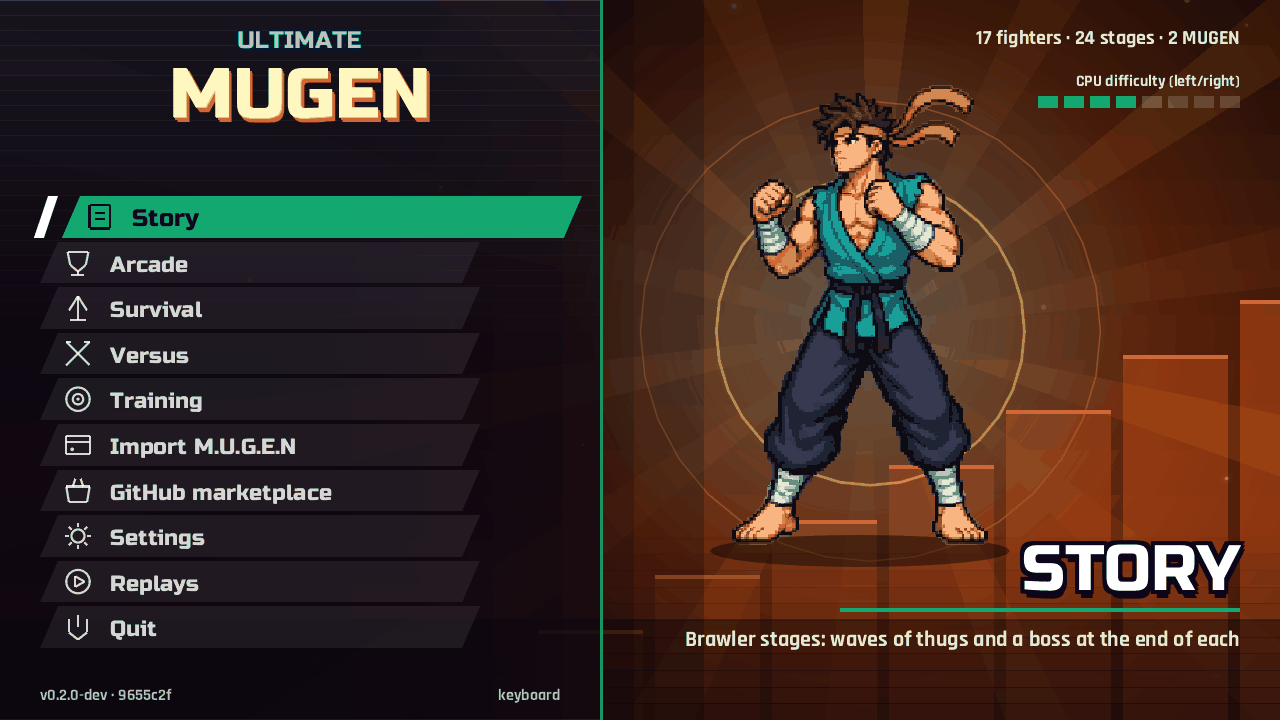 ULTIMATE
MUGEN
Story
Arcade
Survival
Versus
Training
Import M.U.G.E.N
GitHub marketplace
Settings
Replays
Quit
v0.2.0-dev · 9655c2f
keyboard
17 fighters · 24 stages · 2 MUGEN
CPU difficulty (left/right)
STORY
Brawler stages: waves of thugs and a boss at the end of each